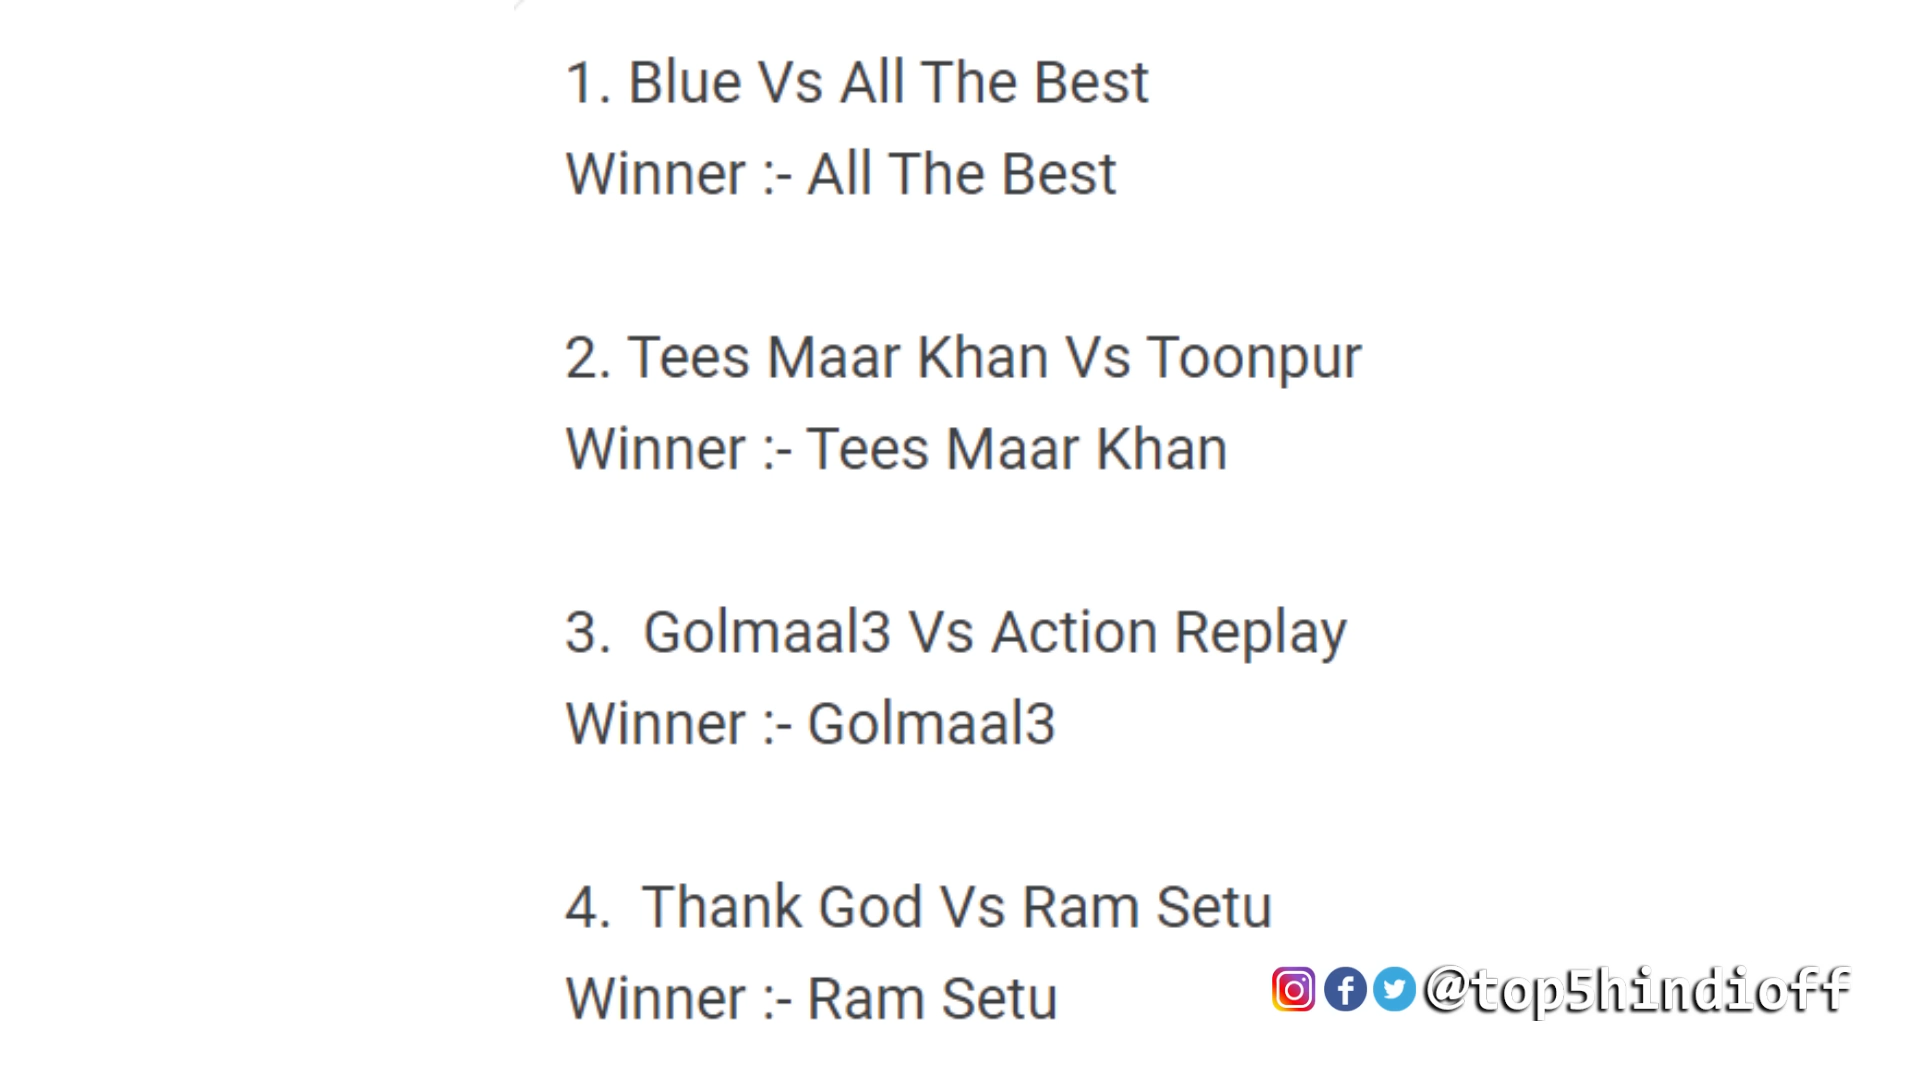 1. Blue Vs All The Best
Winner :- All The Best
2. Tees Maar Khan Vs Toonpur
Winner :- Tees Maar Khan
3.  Golmaal3 Vs Action Replay
Winner :- Golmaal3
4.  Thank God Vs Ram Setu
Winner :- Ram Setu
@top5hindioff